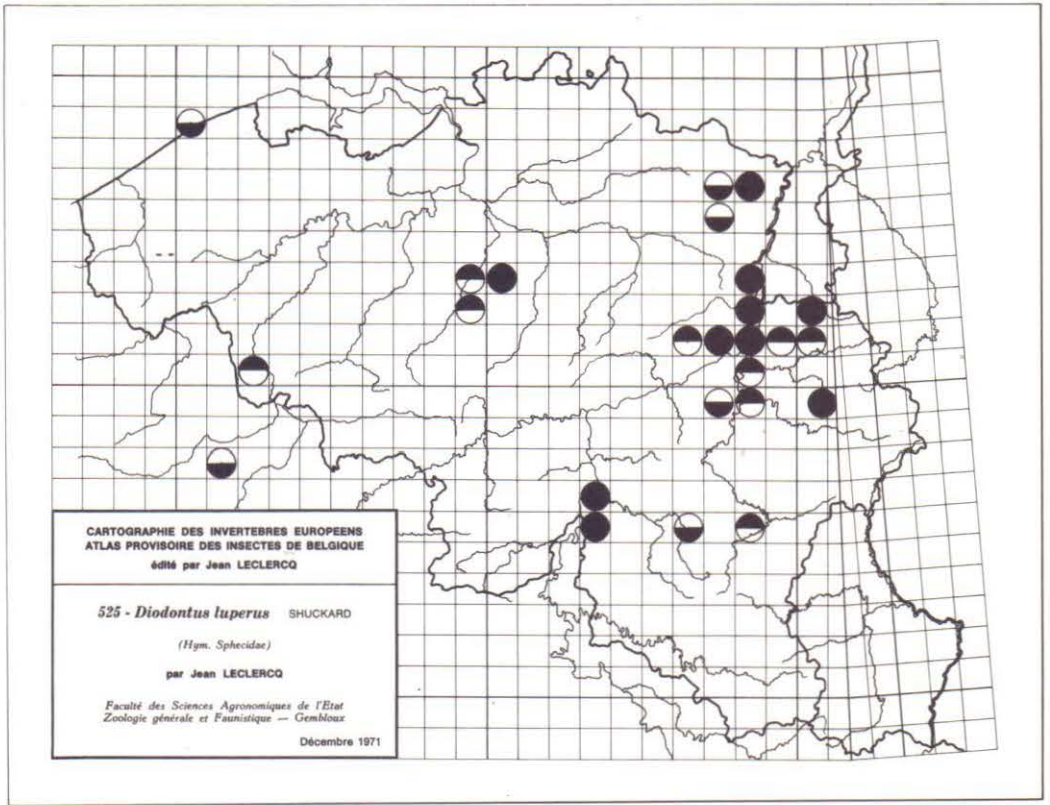 CARTOGRAPHIE DES INVERTEBRES EUROPEENS
ATLAS PROVISOIRE DES INSECTES DE BELGIQUE
édité par Jean LECLERCQ
525 - Diodontus luperus SHUCKARD
(Hym. Sphecidae)
par Jean LECLERCQ
Faculté des Sciences Agronomiques de l'Etat
Zoologie générale et Faunistique — Gembloux
Décembre 1971